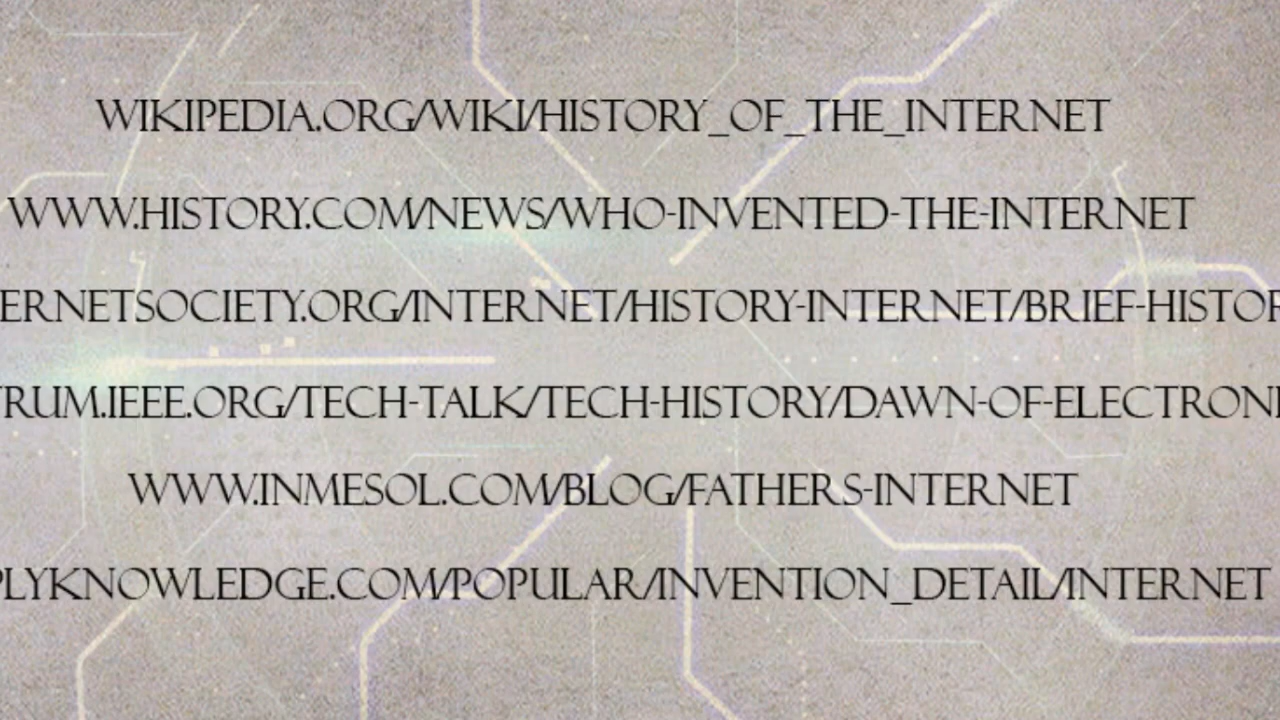 WIKIPEDIA.ORG/WIKI/HISTORY_OF_THE_INTERNET
WWW.HISTORY.COM/NEWS/WHO-INVENTED-THE-INTERNET
ERNETSOCIETY.ORG/INTERNET/HISTORY-INTERNET/BRIEF-HISTOR
TRUM.IEEE.ORG/TECH-TALK/TECH-HISTORY/DAWN-OF-ELECTRONI
WWW.INMESOL.COM/BLOG/FATHERS-INTERNET
PLYKNOWLEDGE.COM/POPULAR/INVENTION_DETAIL/INTERNET